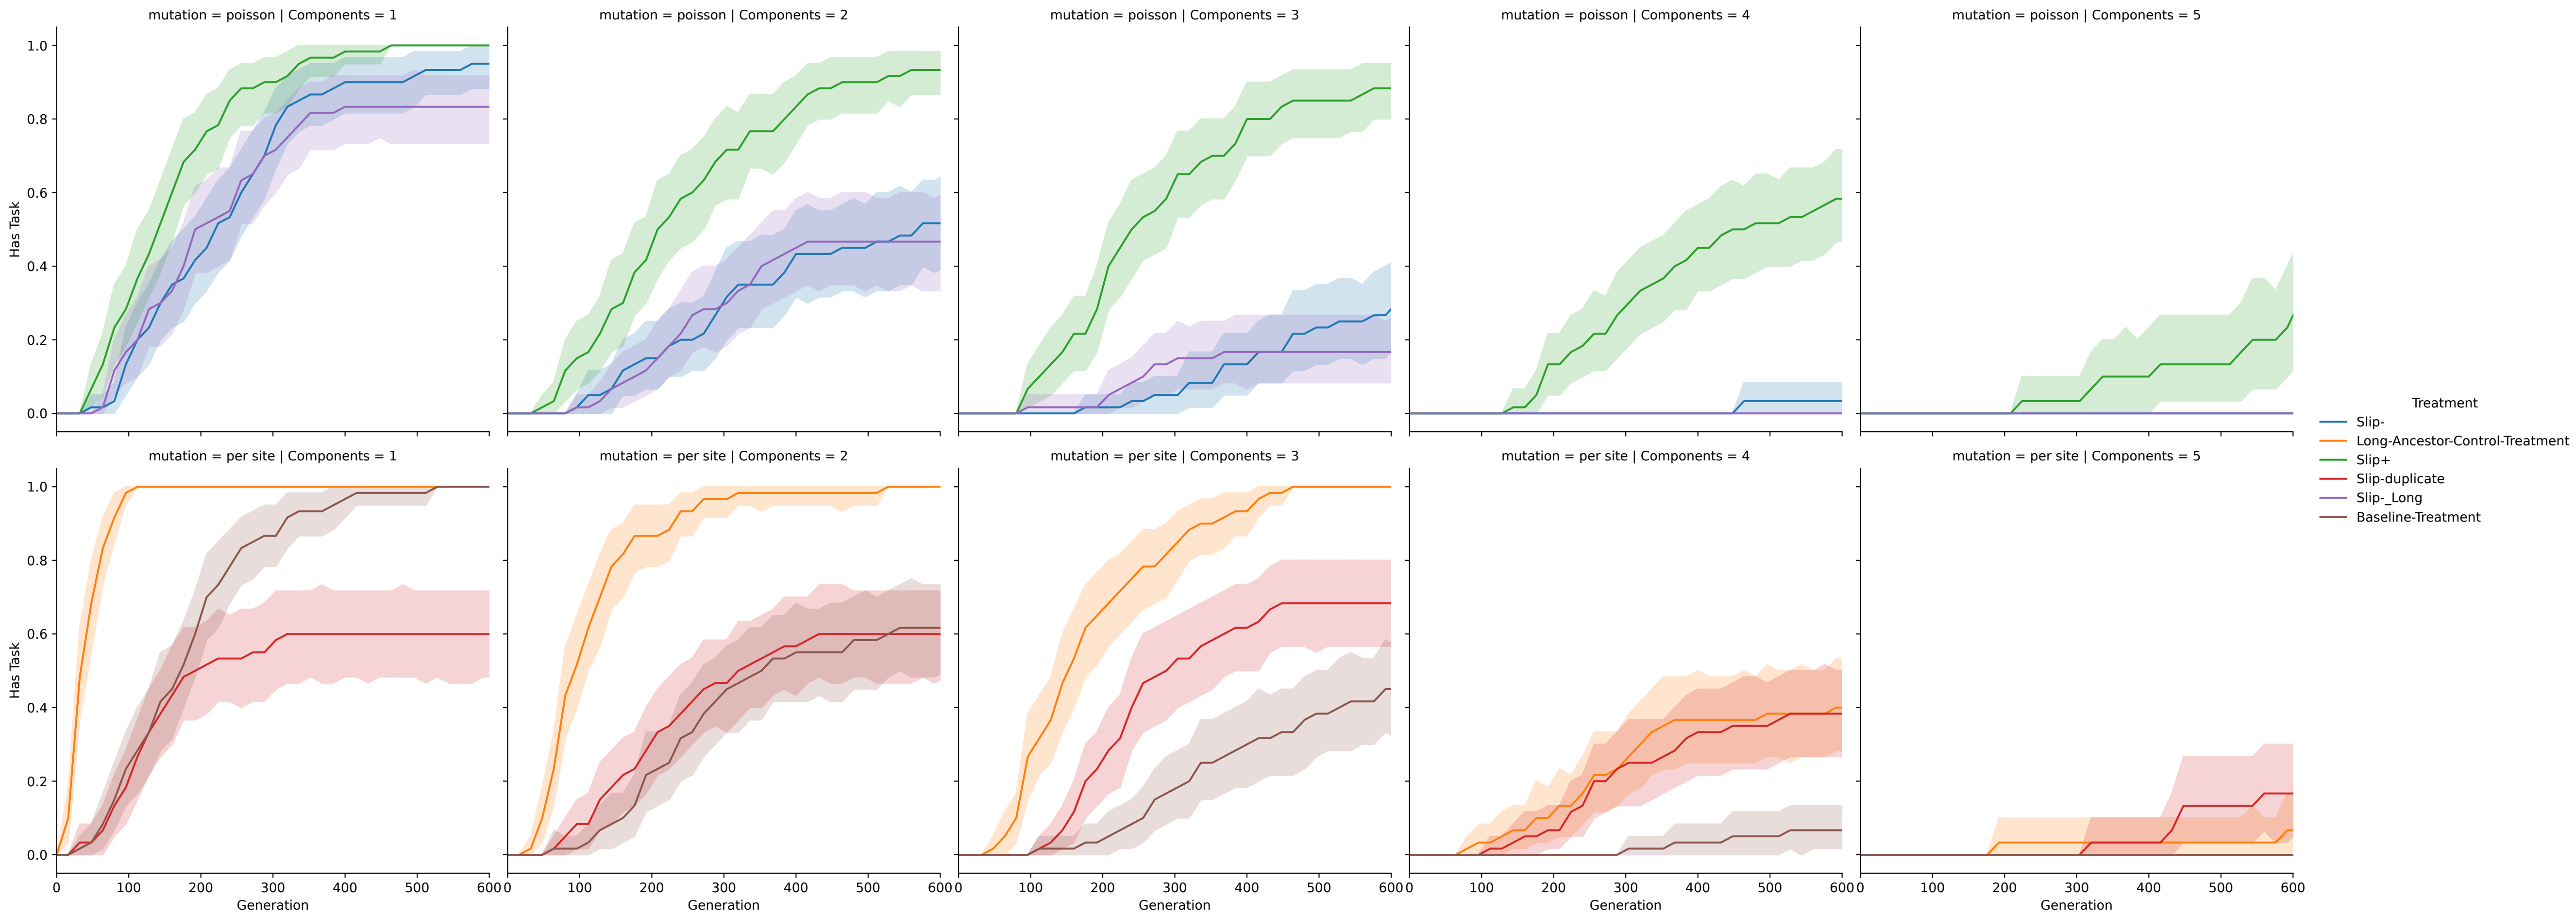 mutation = poisson | Components = 1
mutation = poisson | Components = 2
mutation = poisson | Components = 3
mutation = poisson | Components = 4
mutation = poisson | Components = 5
1.0
0.8
0.6
0.4
0.2
0.0
Has Task
mutation = per site | Components = 1
mutation = per site | Components = 2
mutation = per site | Components = 3
mutation = per site | Components = 4
mutation = per site | Components = 5
1.0
0.8
0.6
0.4
0.2
0.0
Has Task
0 100 200 300 400 500 600
0 100 200 300 400 500 600
0 100 200 300 400 500 600
0 100 200 300 400 500 600
0 100 200 300 400 500 600
Generation
Generation
Generation
Generation
Generation
Treatment
Slip-
Long-Ancestor-Control-Treatment
Slip+
Slip-duplicate
Slip-_Long
Baseline-Treatment